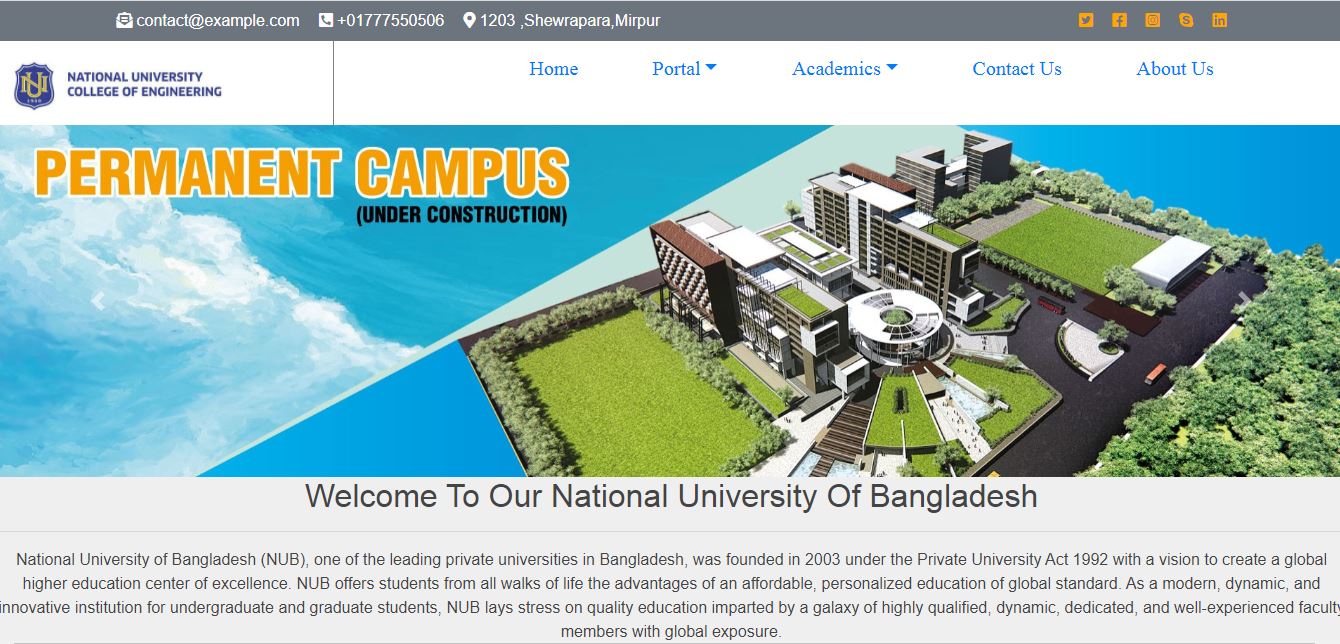 contact@example.com +01777550506 1203 ,Shewrapara,Mirpur
NATIONAL UNIVERSITY
COLLEGE OF ENGINEERING
1940
Home Portal Academics Contact Us About Us
PERMANENT CAMPUS
(UNDER CONSTRUCTION)
Welcome To Our National University Of Bangladesh
National University of Bangladesh (NUB), one of the leading private universities in Bangladesh, was founded in 2003 under the Private University Act 1992 with a vision to create a global
higher education center of excellence. NUB offers students from all walks of life the advantages of an affordable, personalized education of global standard. As a modern, dynamic, and
innovative institution for undergraduate and graduate students, NUB lays stress on quality education imparted by a galaxy of highly qualified, dynamic, dedicated, and well-experienced faculty
members with global exposure.